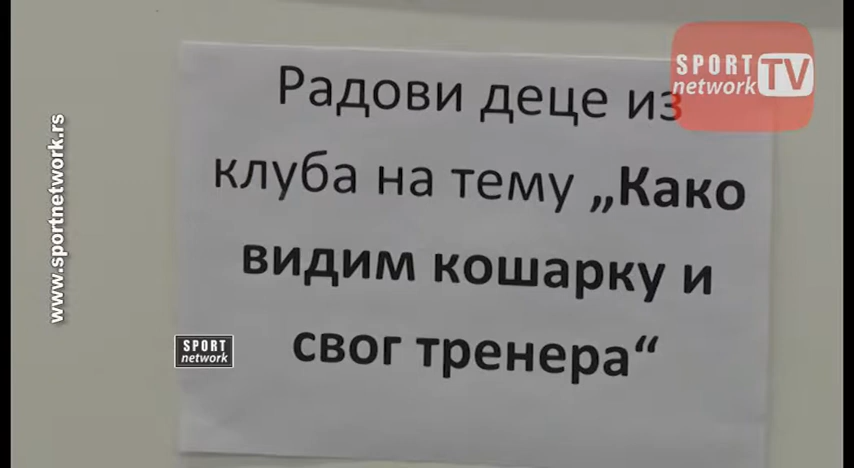 Радови деце из
клуба на тему „Како
видим кошарку и
свог тренера“
SPORT
network TV
www.sportnetwork.rs
SPORT
network